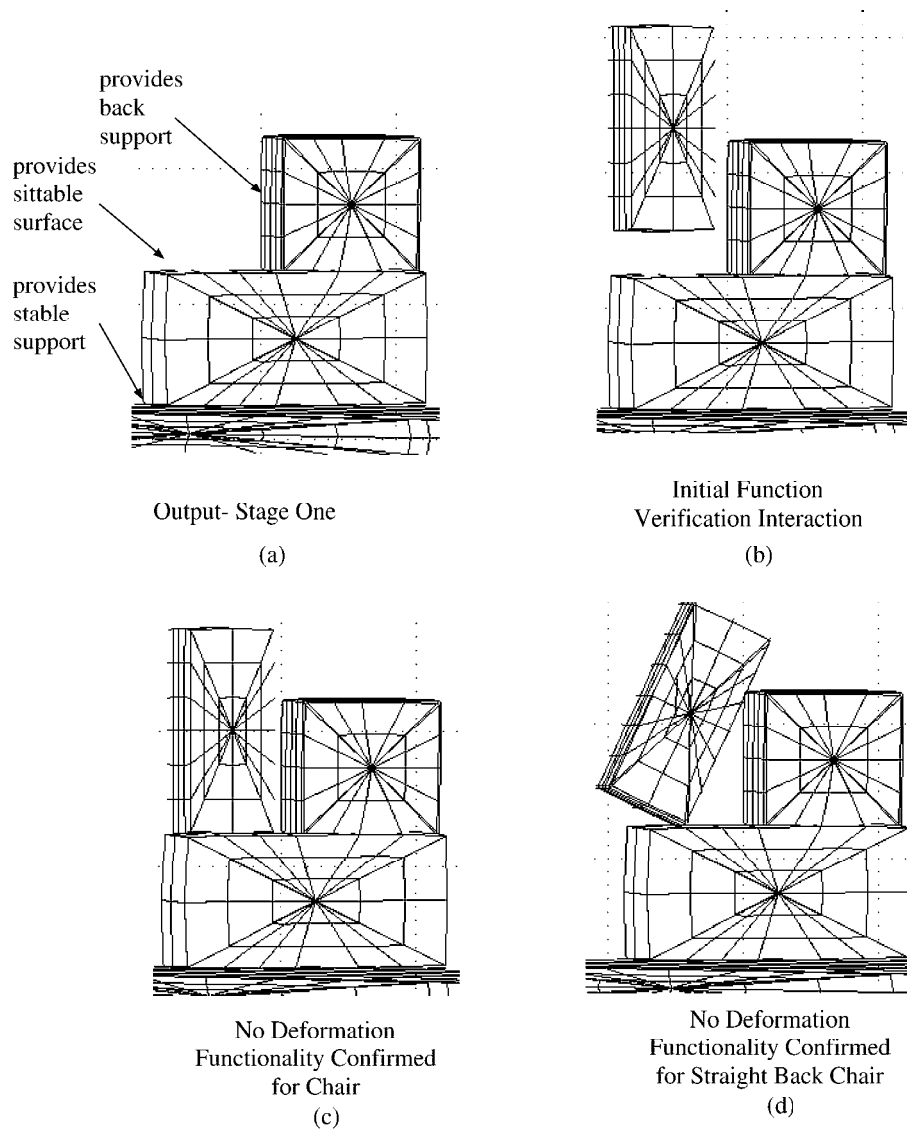 provides
back
support
provides
sittable
surface
provides
stable
support
Output- Stage One
(a)
Initial Function
Verification Interaction
(b)
No Deformation
Functionality Confirmed
for Chair
(c)
No Deformation
Functionality Confirmed
for Straight Back Chair
(d)